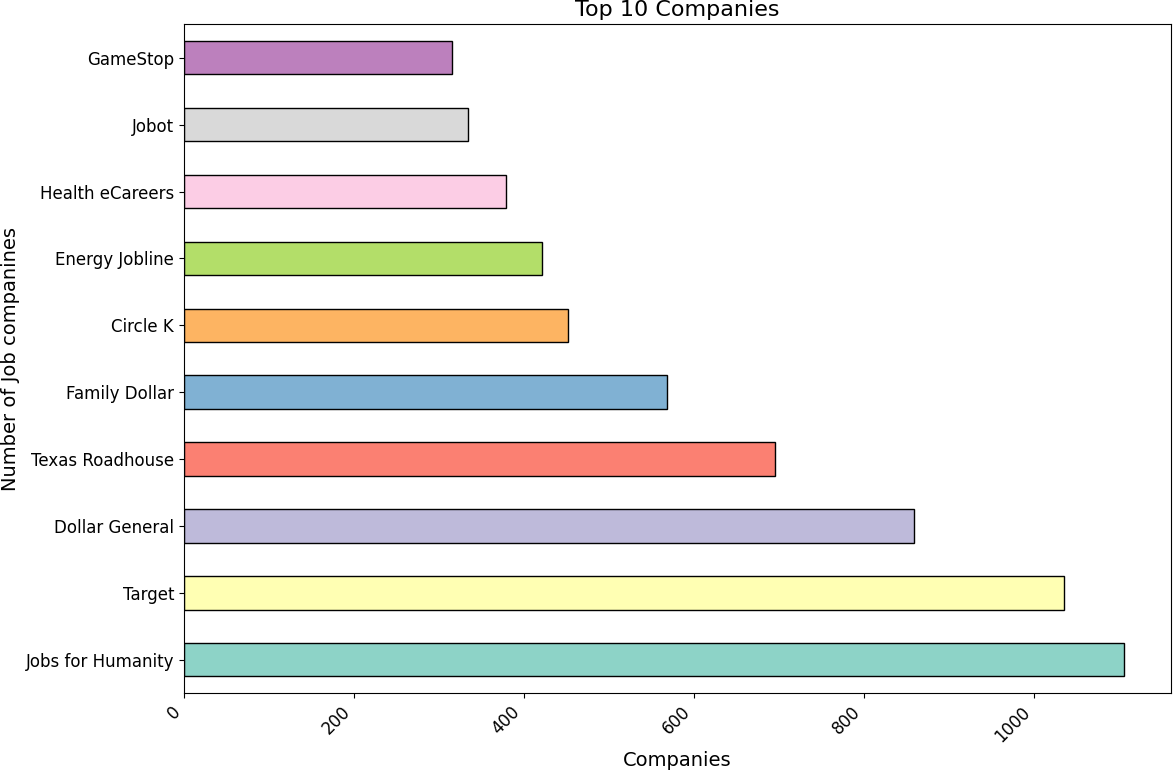 Top 10 Companies
Number of Job companines
GameStop
Jobot
Health eCareers
Energy Jobline
Circle K
Family Dollar
Texas Roadhouse
Dollar General
Target
Jobs for Humanity
0 200 400 600 800 1000
Companies